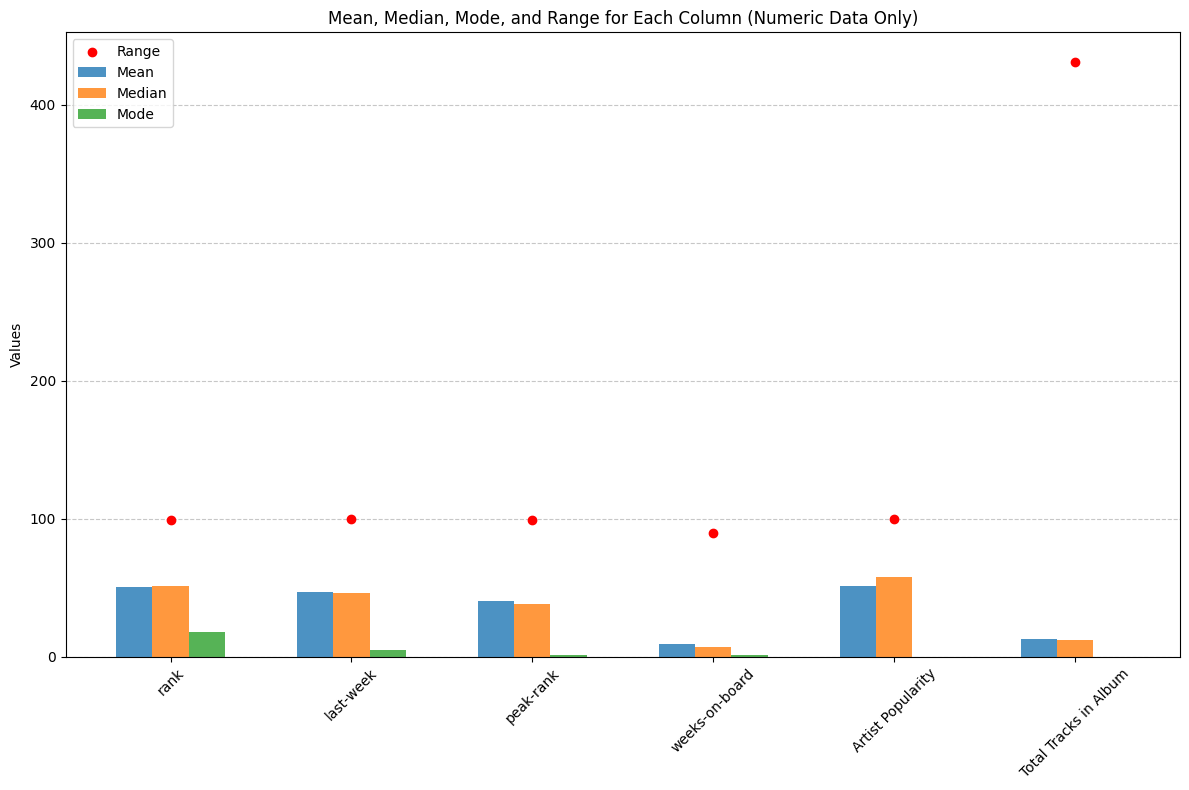 Mean, Median, Mode, and Range for Each Column (Numeric Data Only)
Range
Mean
Median
Mode
400
300
200
100
0
Values
rank
last-week
peak-rank
weeks-on-board
Artist Popularity
Total Tracks in Album